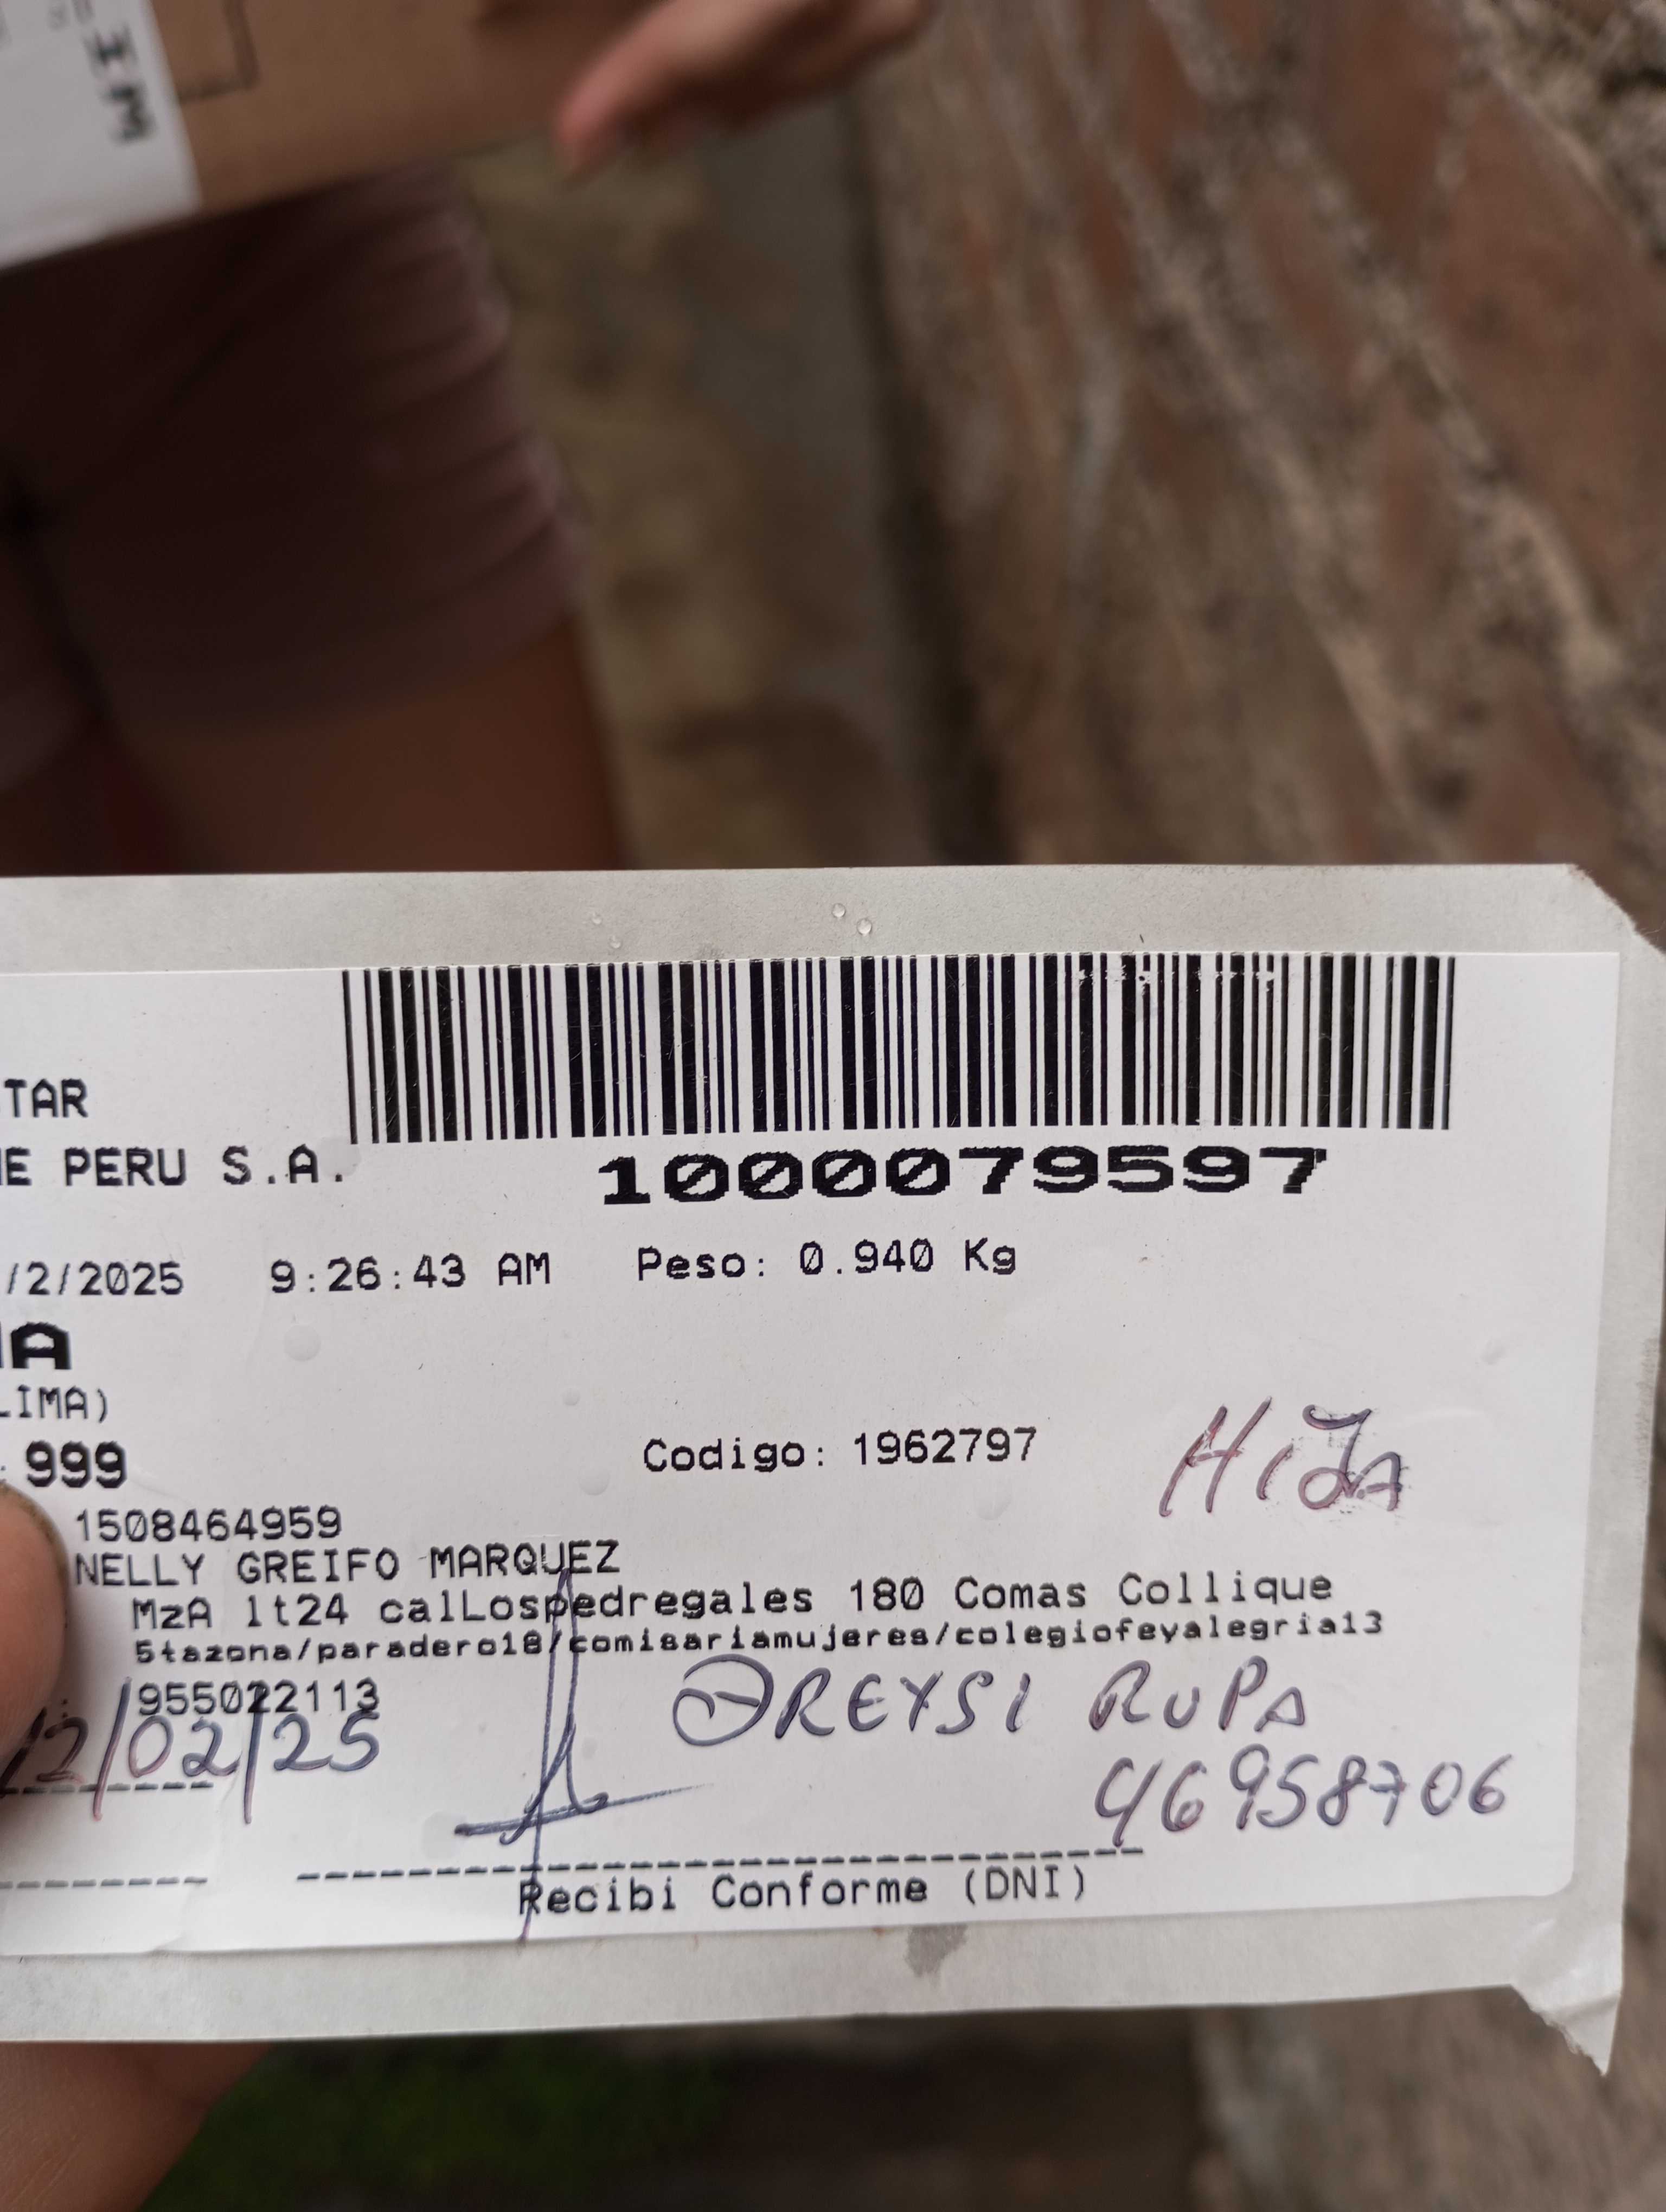 IM
TAR
E PERU S.A.
1000079597
/2/2025 9:26:43 AM Peso: 0.940 Kg
A
LIMA)
999
Codigo: 1962797
HiJA
1508464959
NELLY GREIFO MARQUEZ
MzA lt24 calLospedregales 180 Comas Collique
5tazona/paradero18/comisariamujeres/colegiofeyalegria13
955022113
12/02/25
GREYSI RUPA
46958706
Recibi Conforme (DNI)